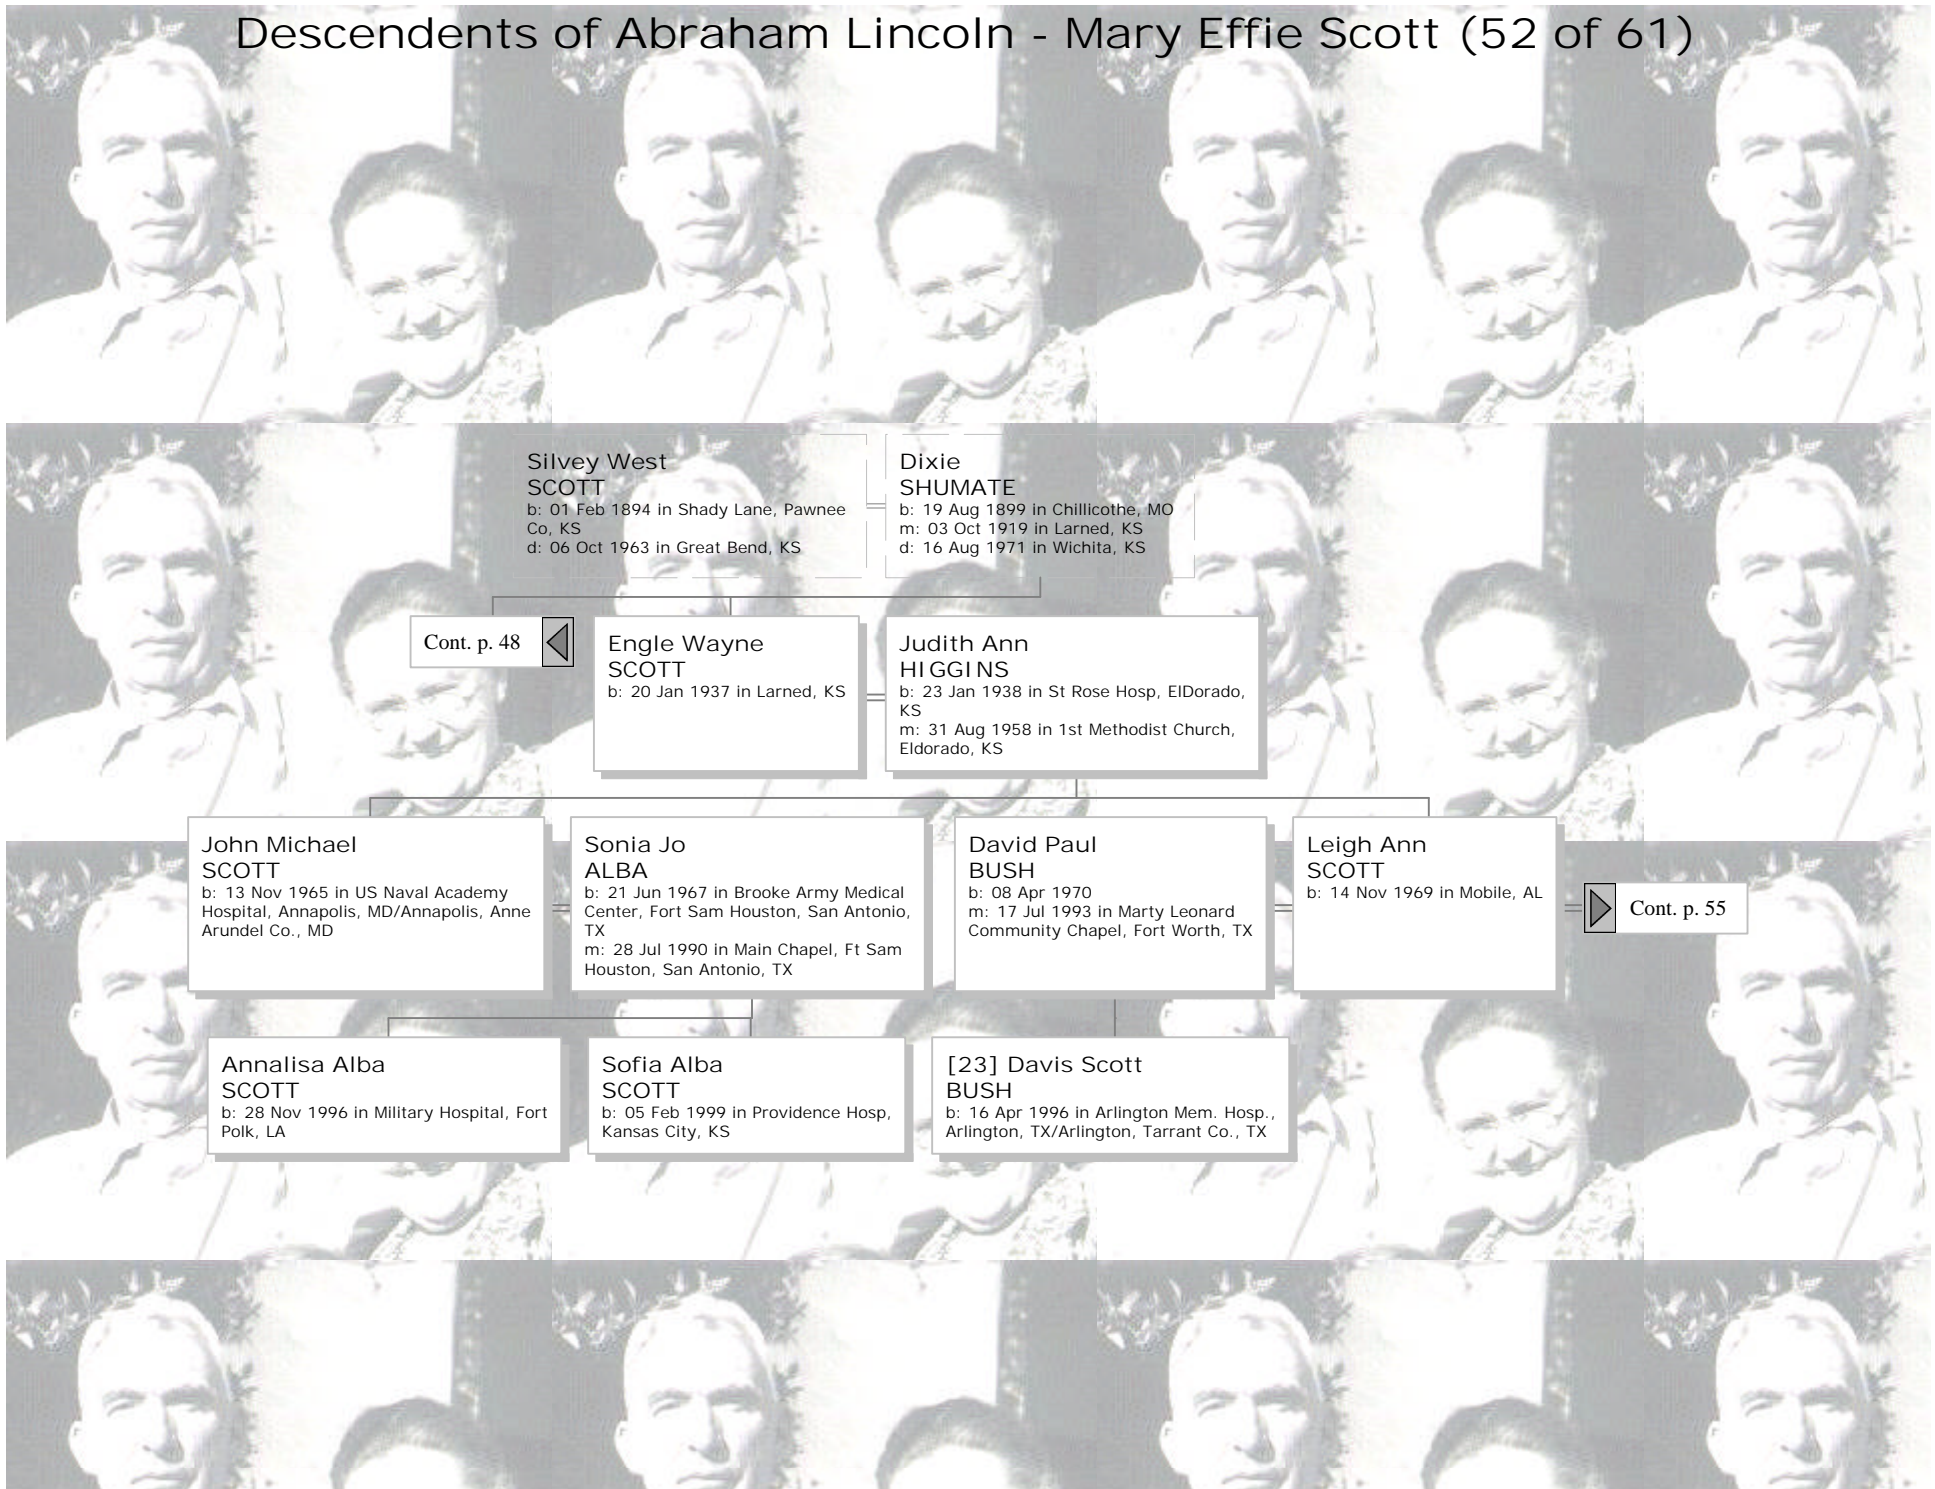 Descendents of Abraham Lincoln - Mary Effie Scott (52 of 61)
Silvey West
SCOTT
b: 01 Feb 1894 in Shady Lane, Pawnee
Co, KS
d: 06 Oct 1963 in Great Bend, KS
Dixie
SHUMATE
b: 19 Aug 1899 in Chillicothe, MO
m: 03 Oct 1919 in Larned, KS
d: 16 Aug 1971 in Wichita, KS
Cont. p. 48
Engle Wayne
SCOTT
b: 20 Jan 1937 in Larned, KS
Judith Ann
HIGGINS
b: 23 Jan 1938 in St Rose Hosp, ElDorado,
KS
m: 31 Aug 1958 in 1st Methodist Church,
Eldorado, KS
John Michael
SCOTT
b: 13 Nov 1965 in US Naval Academy
Hospital, Annapolis, MD/Annapolis, Anne
Arundel Co., MD
Sonia Jo
ALBA
b: 21 Jun 1967 in Brooke Army Medical
Center, Fort Sam Houston, San Antonio,
TX
m: 28 Jul 1990 in Main Chapel, Ft Sam
Houston, San Antonio, TX
David Paul
BUSH
b: 08 Apr 1970
m: 17 Jul 1993 in Marty Leonard
Community Chapel, Fort Worth, TX
Leigh Ann
SCOTT
b: 14 Nov 1969 in Mobile, AL
Cont. p. 55
Annalisa Alba
SCOTT
b: 28 Nov 1996 in Military Hospital, Fort
Polk, LA
Sofia Alba
SCOTT
b: 05 Feb 1999 in Providence Hosp,
Kansas City, KS
[23] Davis Scott
BUSH
b: 16 Apr 1996 in Arlington Mem. Hosp.,
Arlington, TX/Arlington, Tarrant Co., TX